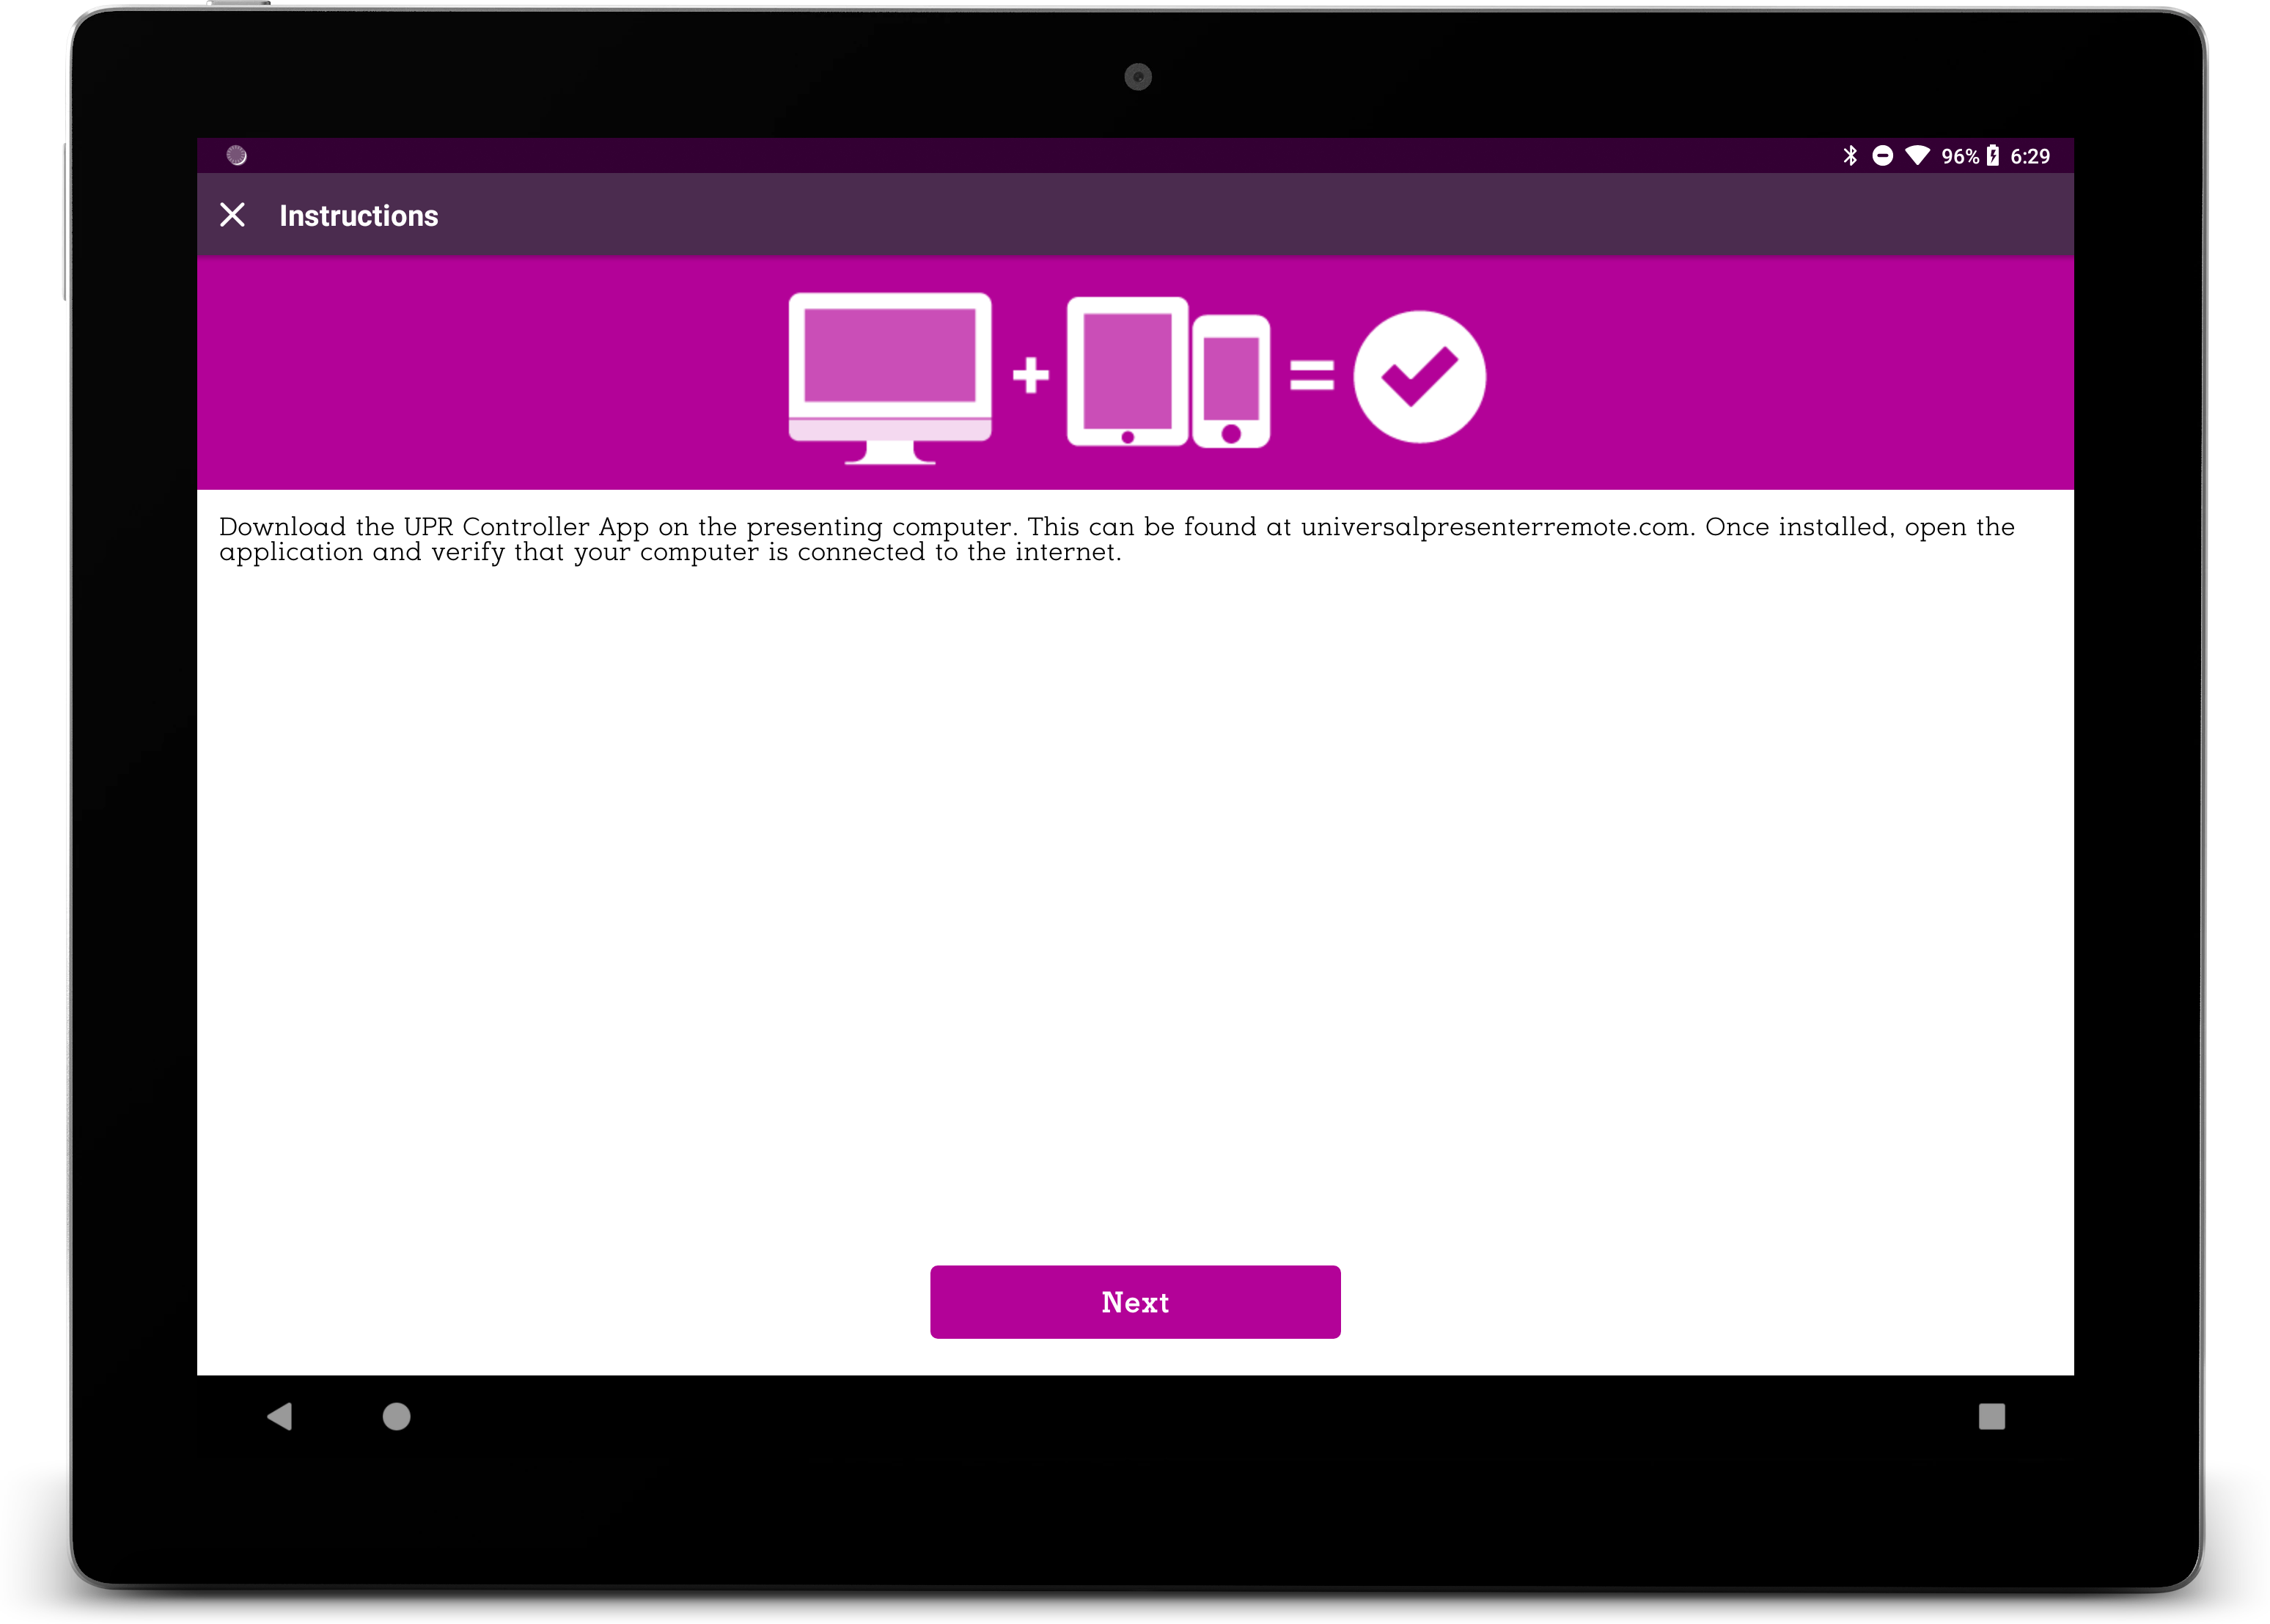 96% 6:29
Instructions
Download the UPR Controller App on the presenting computer. This can be found at universalpresenterremote.com. Once installed, open the
application and verify that your computer is connected to the internet.
Next